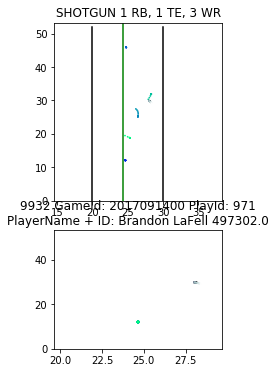 SHOTGUN 1 RB, 1 TE, 3 WR
50
40
30
20
10
0
15 20 25 30 35
9932 GameId: 2017091400 PlayId: 971
PlayerName + ID: Brandon LaFell 497302.0
40
20
0
20.0 22.5 25.0 27.5